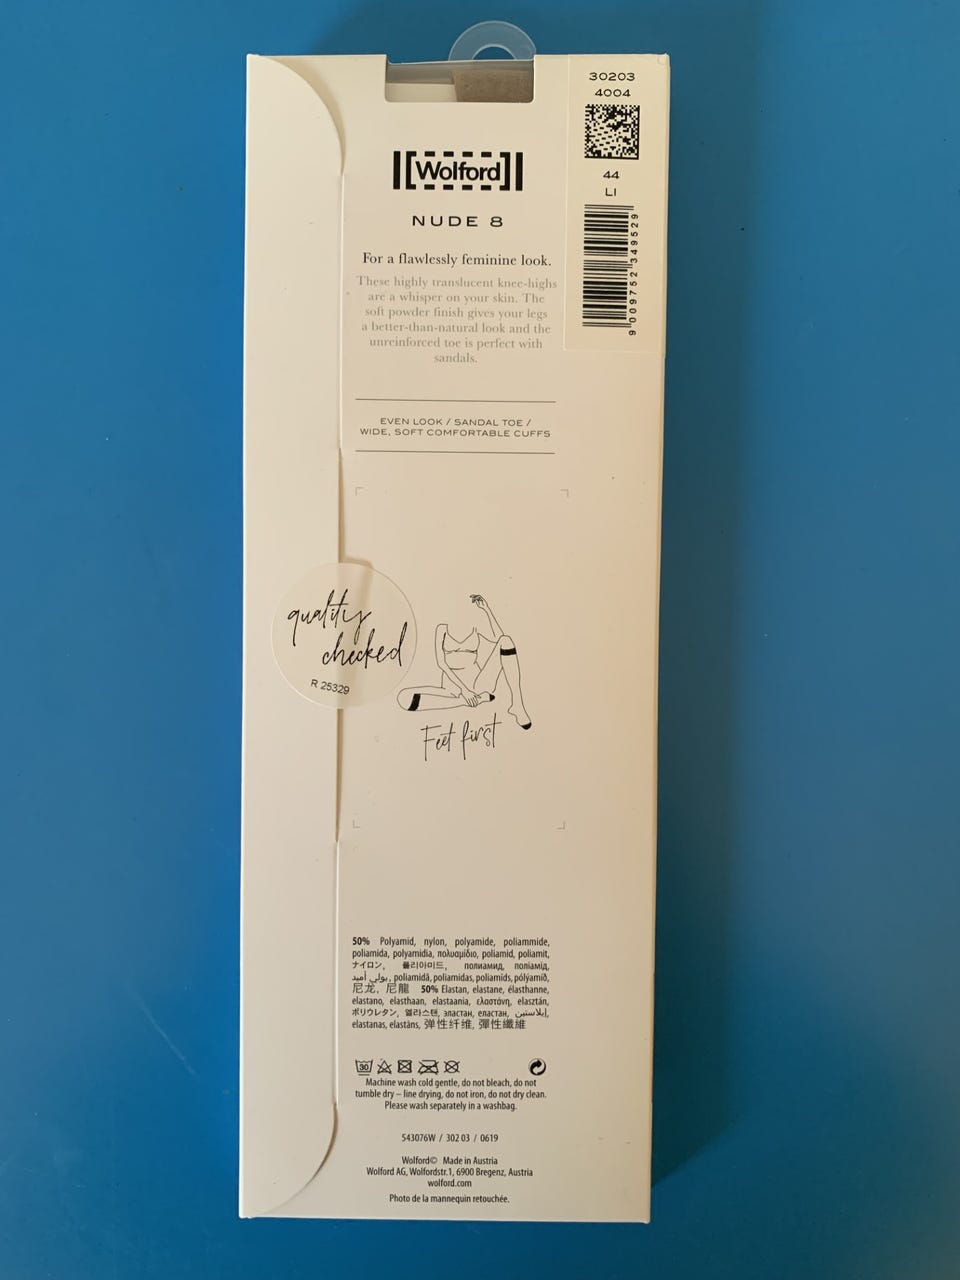 30203
4004
44
LI
9 009752 349529
Wolford
NUDE 8
For a flawlessly feminine look.
These highly translucent knee-highs
are a whisper on your skin. The
soft powder finish gives your legs
a better-than-natural look and the
unreinforced toe is perfect with
sandals.
EVEN LOOK / SANDAL TOE /
WIDE, SOFT COMFORTABLE CUFFS
quality
checked
R 25329
Feet first
50% Polyamid, nylon, polyamide, poliammide,
poliamida, polyamidia, πολυαμίδιο, poliamid, poliamit,
ナイロン, 폴리아미드, полиамид, поліамід,
بولي أميد, poliamidă, poliamidas, poliamids, pólýamíð,
尼龙, 尼龍 50% Elastan, elastane, élasthanne,
elastano, elasthaan, elastaania, ελαστάνη, elasztán,
ポリウレタン, 엘라스탠, эластан, еластан, إيلاستين,
elastanas, elastāns, 弹性纤维, 彈性纖維
30
Machine wash cold gentle, do not bleach, do not
tumble dry – line drying, do not iron, do not dry clean.
Please wash separately in a washbag.
543076W / 302 03 / 0619
Wolford© Made in Austria
Wolford AG, Wolfordstr.1, 6900 Bregenz, Austria
wolford.com
Photo de la mannequin retouchée.